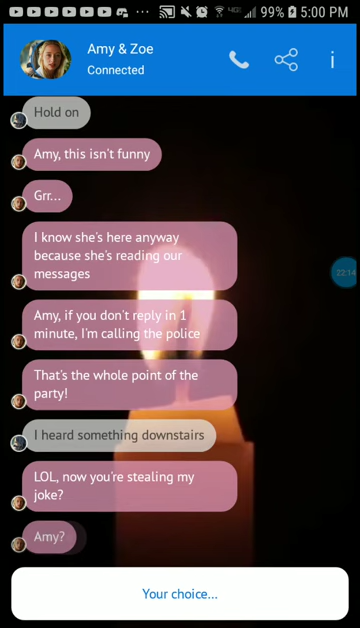 99% 5:00 PM
Amy & Zoe
Connected
Hold on
Amy, this isn't funny
Grr...
I know she's here anyway
because she's reading our
messages
22:14
Amy, if you don't reply in 1
minute, I'm calling the police
That's the whole point of the
party!
I heard something downstairs
LOL, now you're stealing my
joke?
Amy?
Your choice...